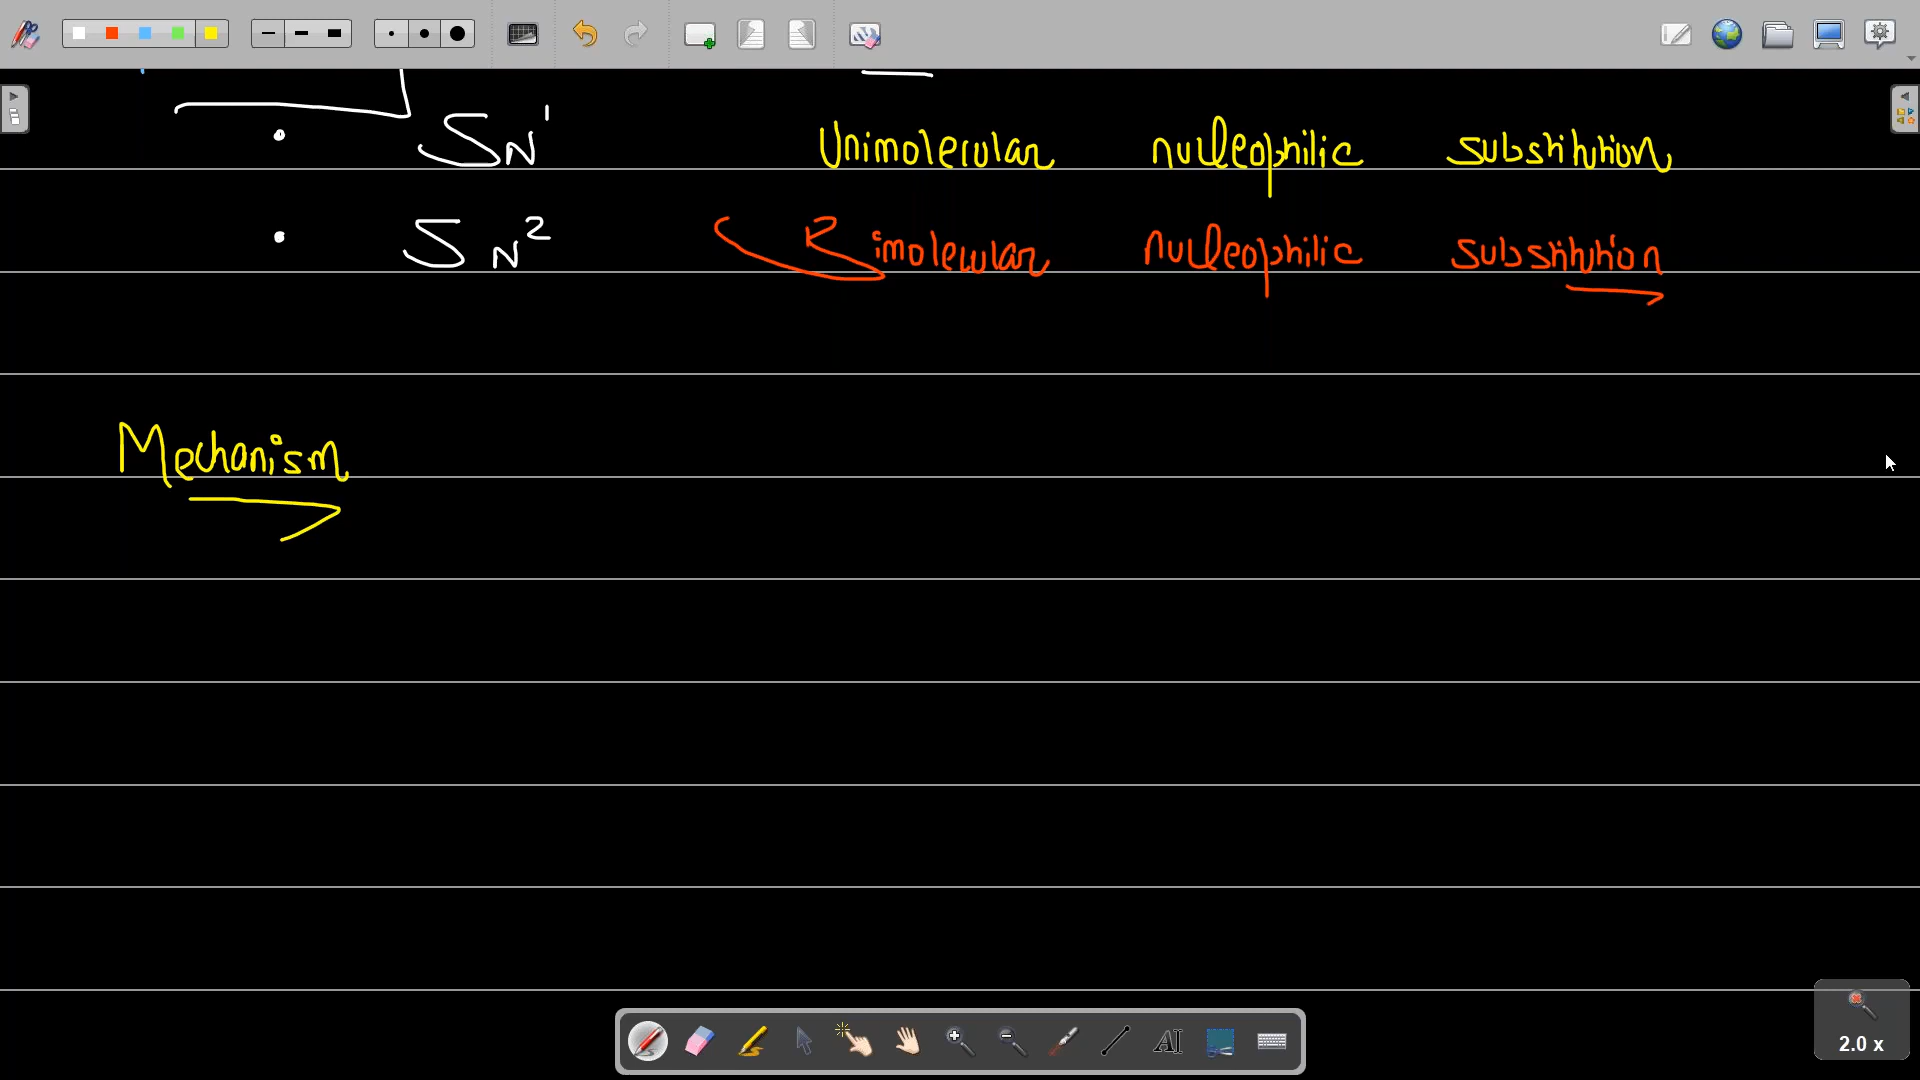 • SN¹ Unimolecular nucleophilic substitution
• SN² Bimolecular nucleophilic substitution
Mechanism
2.0 x